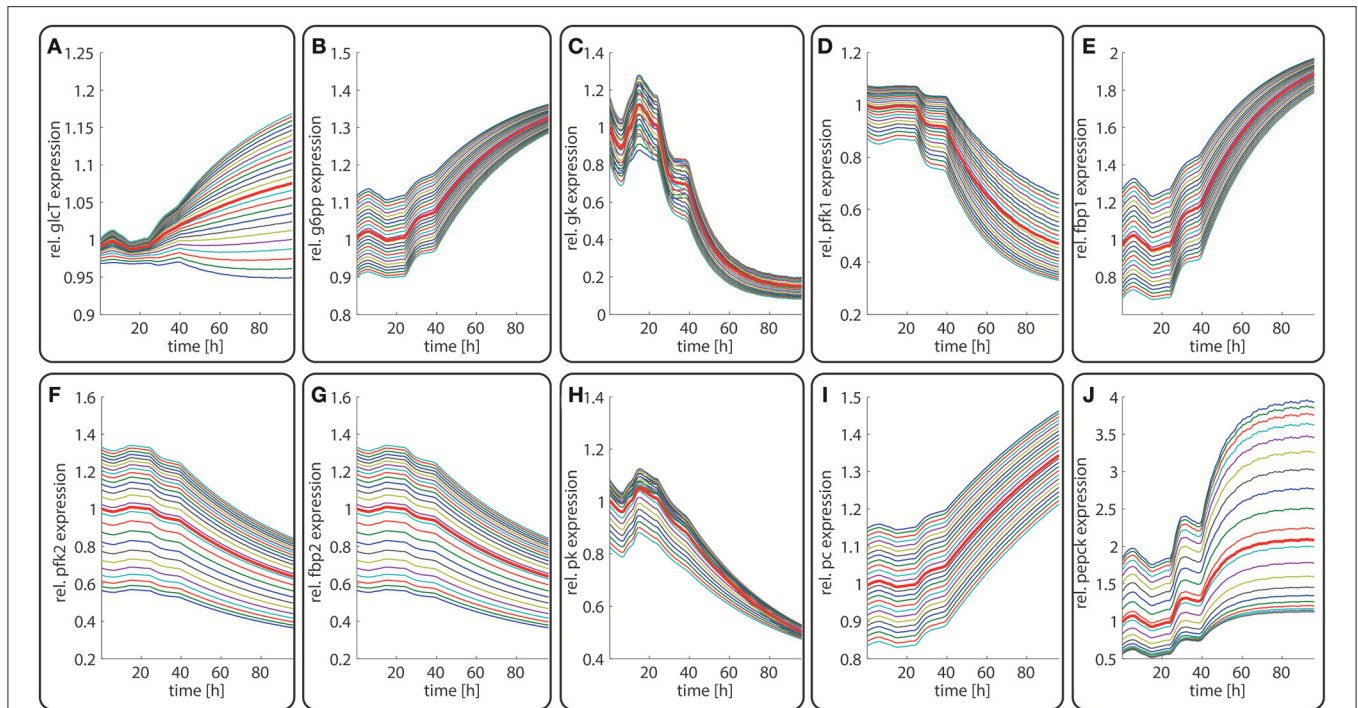 A
rel. glcT expression
1.25
1.2
1.15
1.1
1.05
1
0.95
0.9
20 40 60 80
time [h]
B
rel. g6pp expression
1.5
1.4
1.3
1.2
1.1
1
0.9
0.8
20 40 60 80
time [h]
C
rel. gk expression
1.4
1.2
1
0.8
0.6
0.4
0.2
0
20 40 60 80
time [h]
D
rel. pfk1 expression
1.2
1
0.8
0.6
0.4
0.2
20 40 60 80
time [h]
E
rel. fbp1 expression
2
1.8
1.6
1.4
1.2
1
0.8
20 40 60 80
time [h]
F
rel. pfk2 expression
1.6
1.4
1.2
1
0.8
0.6
0.4
0.2
20 40 60 80
time [h]
G
rel. fbp2 expression
1.6
1.4
1.2
1
0.8
0.6
0.4
0.2
20 40 60 80
time [h]
H
rel. pk expression
1.4
1.2
1
0.8
0.6
0.4
20 40 60 80
time [h]
I
rel. pc expression
1.5
1.4
1.3
1.2
1.1
1
0.9
0.8
20 40 60 80
time [h]
J
rel. pepck expression
4
3.5
3
2.5
2
1.5
1
0.5
20 40 60 80
time [h]